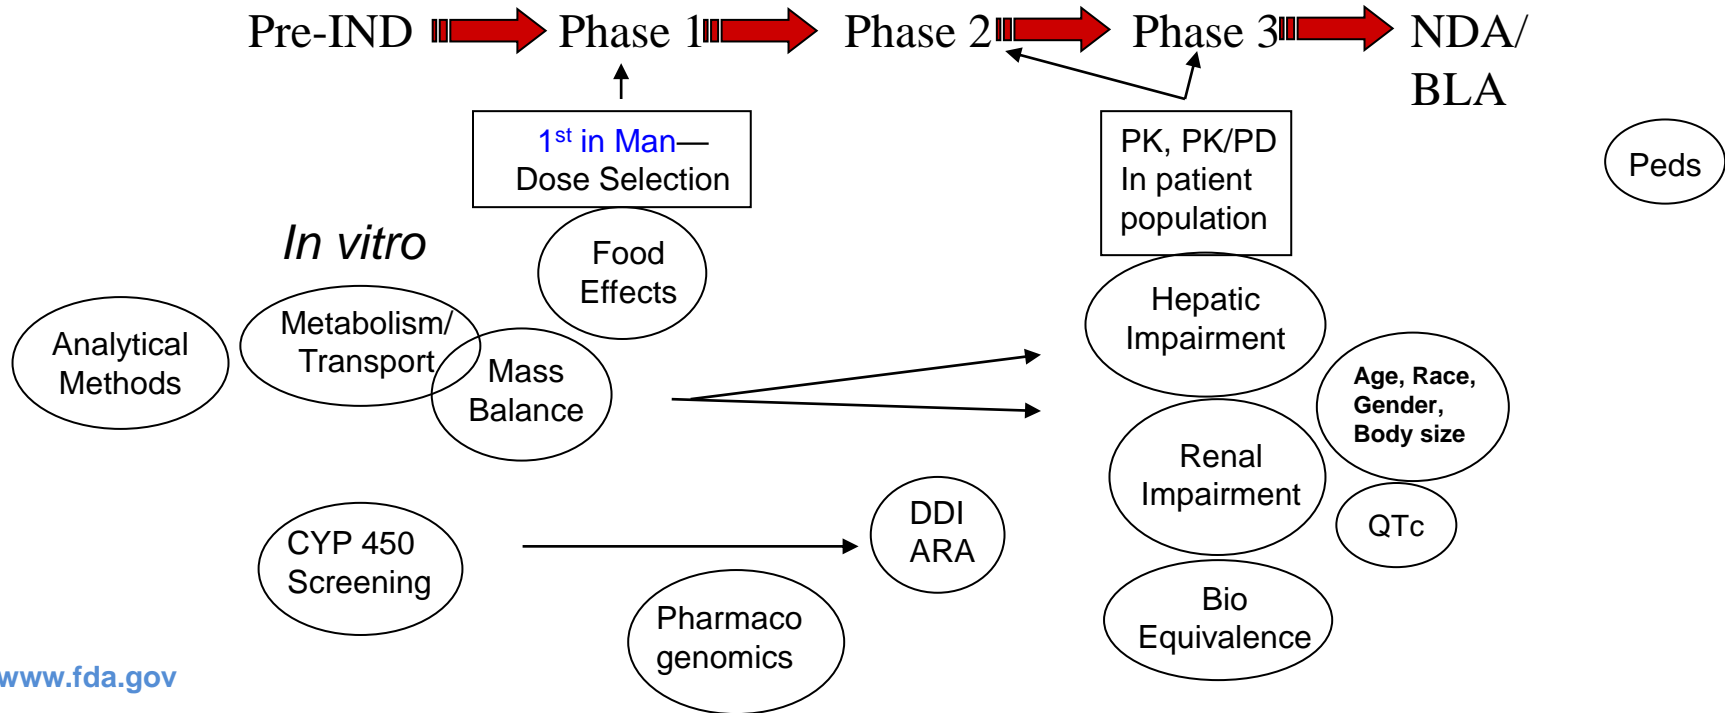 Pre-IND Phase 1 Phase 2 Phase 3 NDA/
BLA
1st in Man—
Dose Selection
PK, PK/PD
In patient
population
Peds
In vitro
Food
Effects
Analytical
Methods
Metabolism/
Transport
Mass
Balance
Hepatic
Impairment
Age, Race,
Gender,
Body size
Renal
Impairment
QTc
CYP 450
Screening
DDI
ARA
Pharmaco
genomics
Bio
Equivalence
www.fda.gov